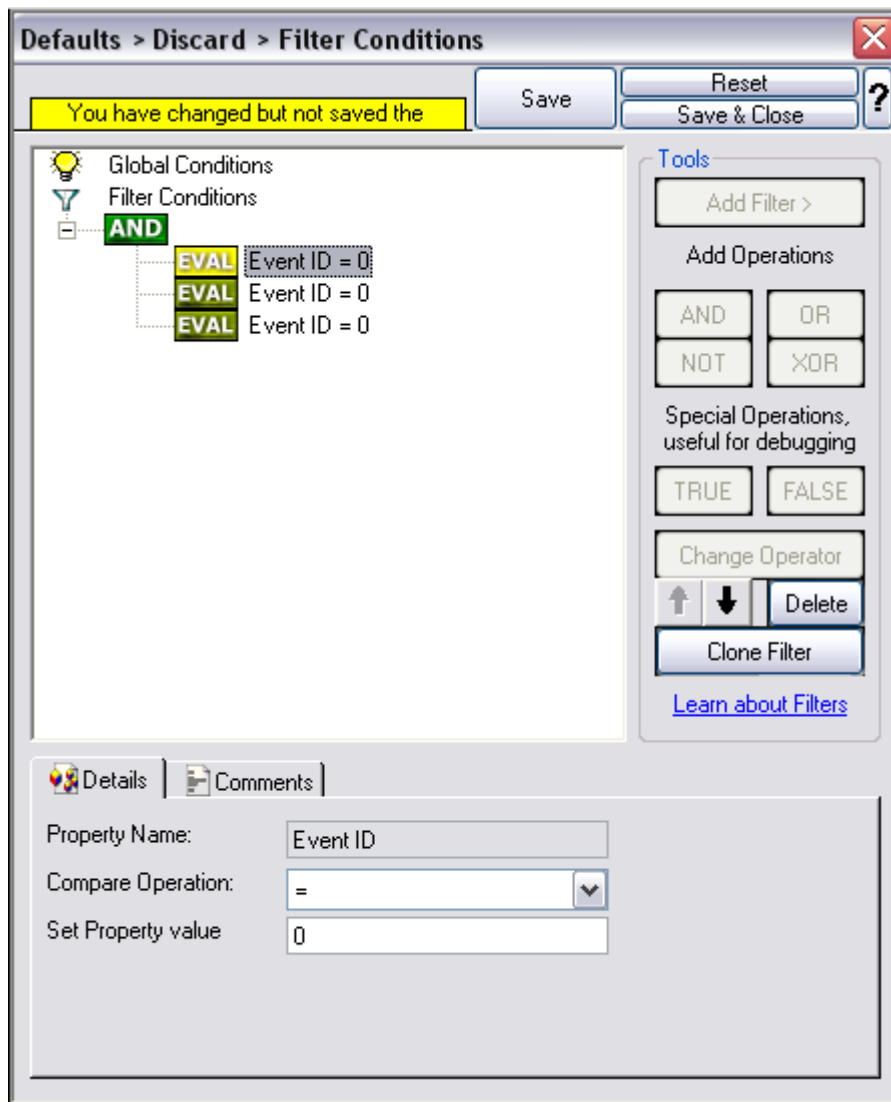 Defaults > Discard > Filter Conditions
You have changed but not saved the
Save
Reset
Save & Close
?
Global Conditions
Filter Conditions
AND
EVAL Event ID = 0
EVAL Event ID = 0
EVAL Event ID = 0
Tools
Add Filter >
Add Operations
AND OR
NOT XOR
Special Operations,
useful for debugging
TRUE FALSE
Change Operator
Delete
Clone Filter
Learn about Filters
Details Comments
Property Name: Event ID
Compare Operation: =
Set Property value 0